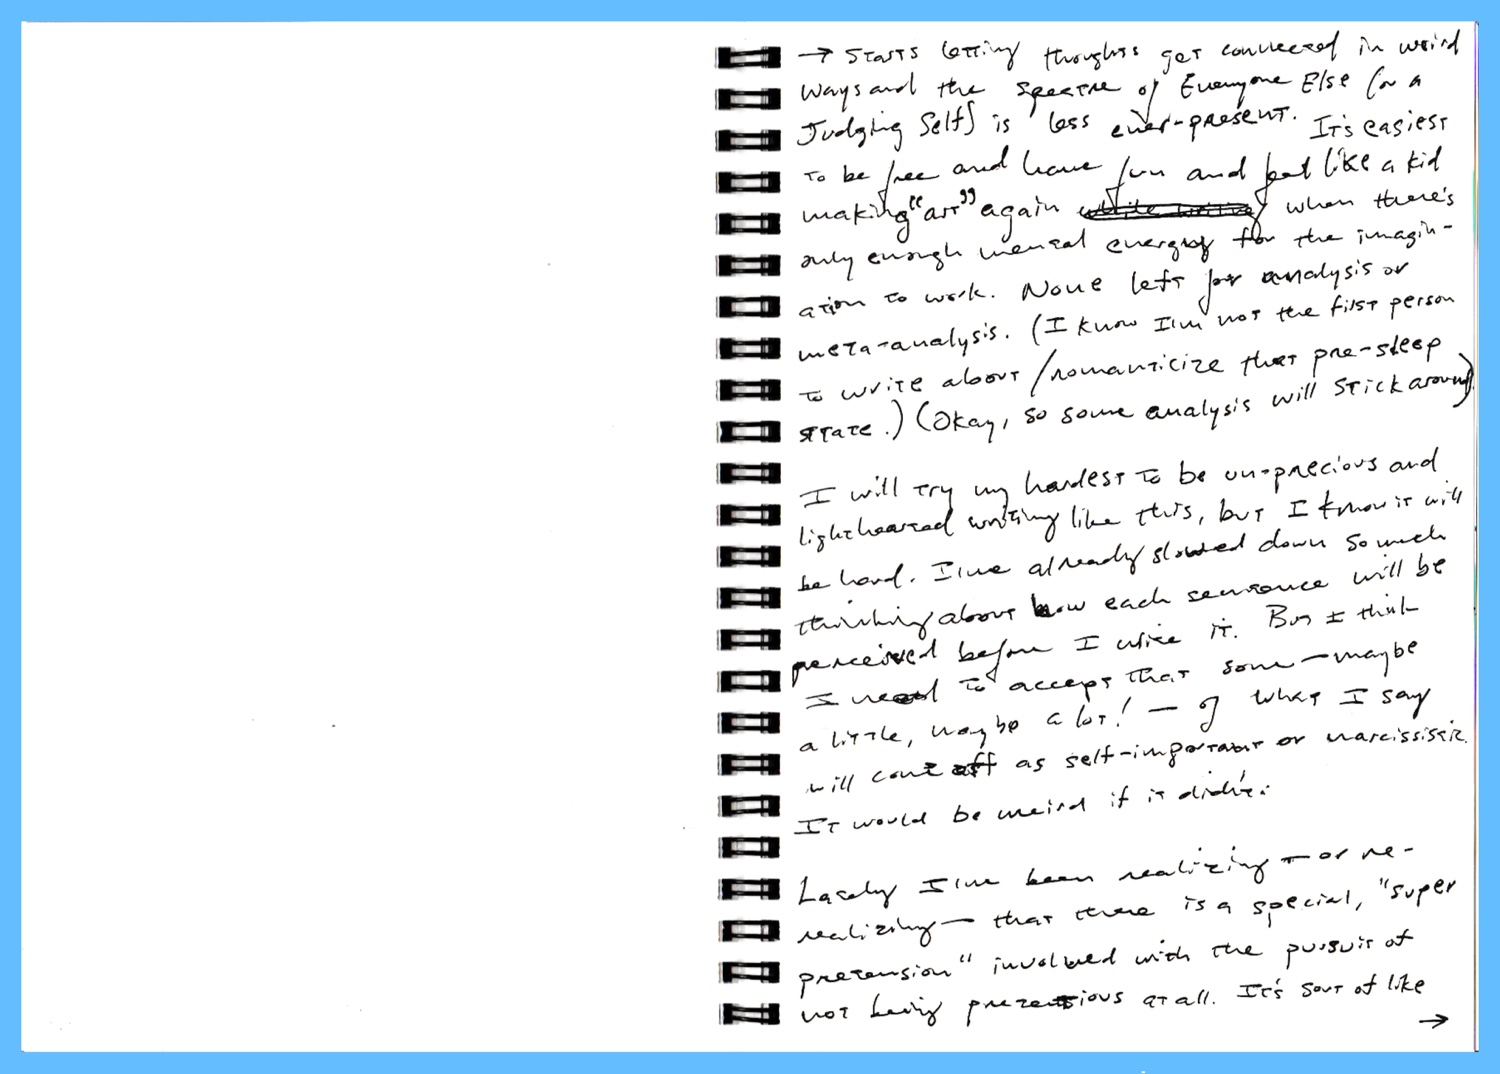 → Starts letting thoughts get connected in weird
ways and the spectre of Everyone Else (or a
Judging Self) is less ever-present. It's easiest
to be free and have fun and feel like a kid
making "art" again when there's
only enough mental energy for the imagin-
ation to work. None left for analysis or
meta-analysis. (I know I'm not the first person
to write about/romanticize that pre-sleep
state.) (Okay, so some analysis will stick around)
I will try my hardest to be un-precious and
lighthearted writing like this, but I know it will
be hard. I've already slowed down so much
thinking about how each sentence will be
perceived before I write it. But I think
I need to accept that some—maybe
a little, maybe a lot! — of what I say
will come off as self-important or narcissistic.
It would be weird if it didn't.
Lately I've been realizing — or re-
realizing — that there is a special, "super
pretension" involved with the pursuit of
not being pretentious at all. It's sort of like
→